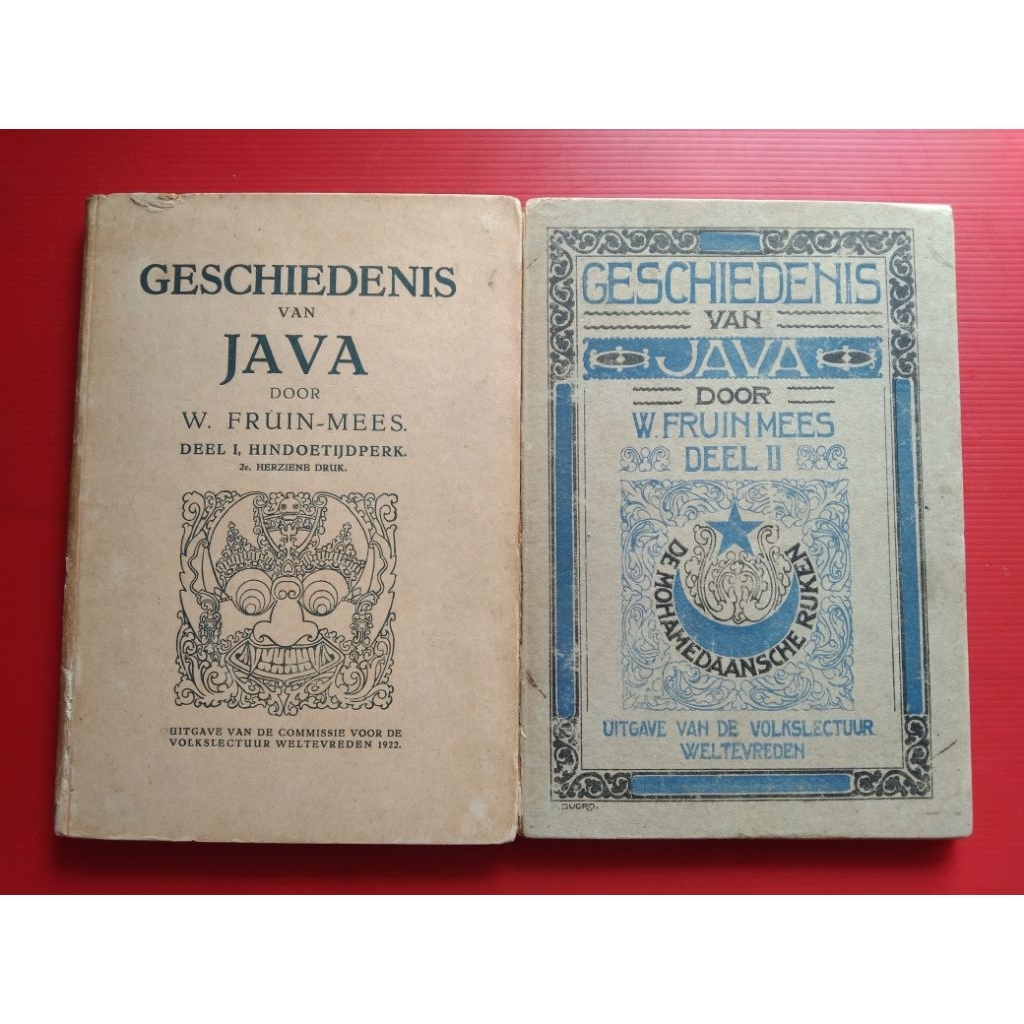 GESCHIEDENIS
VAN
JAVA
DOOR
W. FRUIN-MEES.
DEEL I, HINDOETIJDPERK.
2e. HERZIENE DRUK.
UITGAVE VAN DE COMMISSIE VOOR DE
VOLKSLECTUUR WELTEVREDEN 1922.
GESCHIEDENIS
VAN
JAVA
DOOR
W. FRUIN MEES
DEEL II
DE MOHAMEDAANSCHE RIJKEN
UITGAVE VAN DE VOLKSLECTUUR
WELTEVREDEN